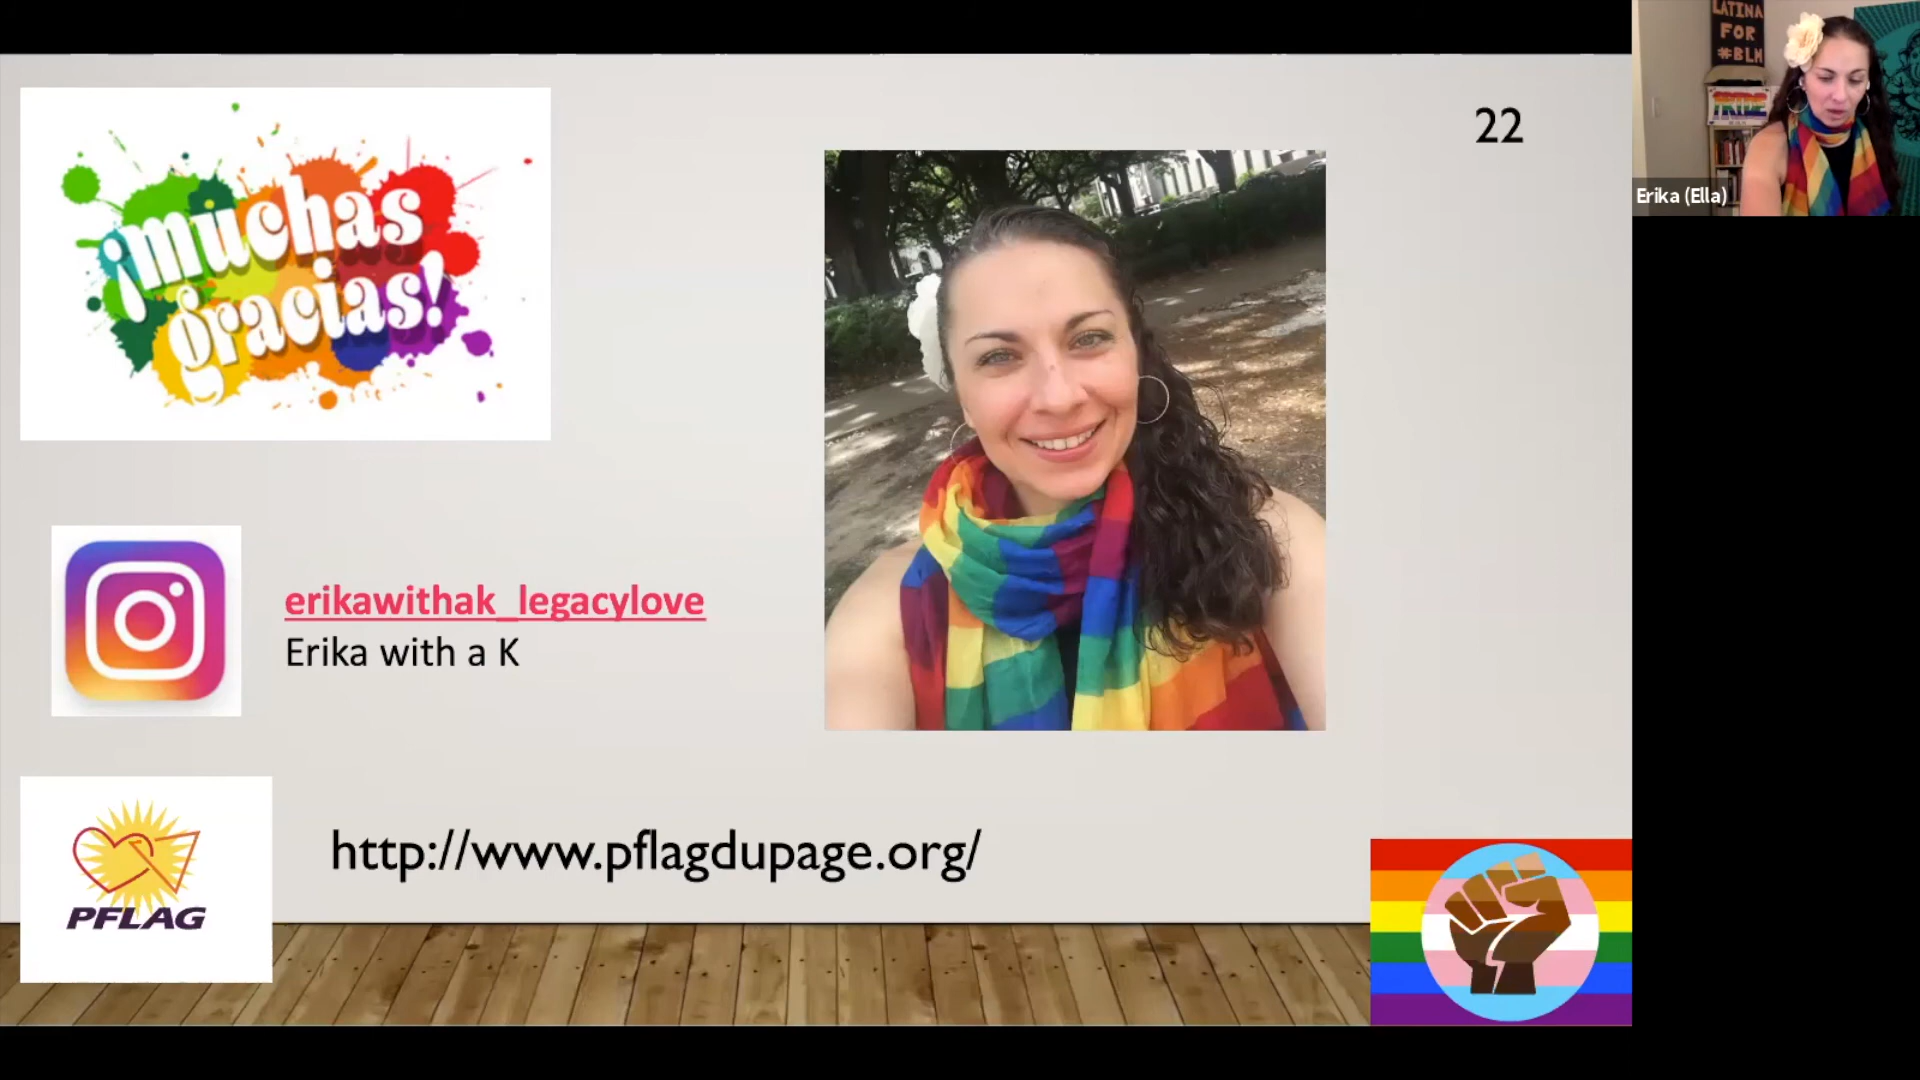 ¡muchas
gracias!
22
erikawithak_legacylove
Erika with a K
PFLAG
http://www.pflagdupage.org/
LATINA
FOR
#BLM
PRIDE
Erika (Ella)